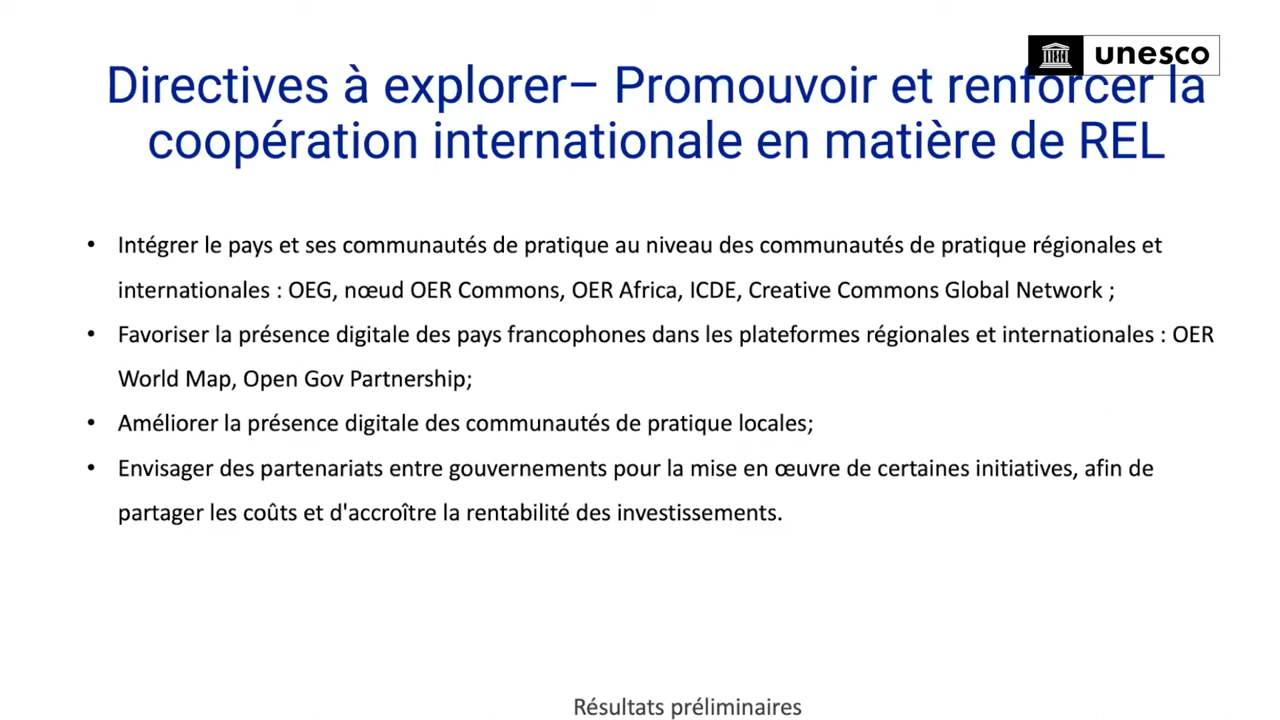 unesco
Directives à explorer– Promouvoir et renforcer la
coopération internationale en matière de REL
• Intégrer le pays et ses communautés de pratique au niveau des communautés de pratique régionales et
internationales : OEG, nœud OER Commons, OER Africa, ICDE, Creative Commons Global Network ;
• Favoriser la présence digitale des pays francophones dans les plateformes régionales et internationales : OER
World Map, Open Gov Partnership;
• Améliorer la présence digitale des communautés de pratique locales;
• Envisager des partenariats entre gouvernements pour la mise en œuvre de certaines initiatives, afin de
partager les coûts et d'accroître la rentabilité des investissements.
Résultats préliminaires